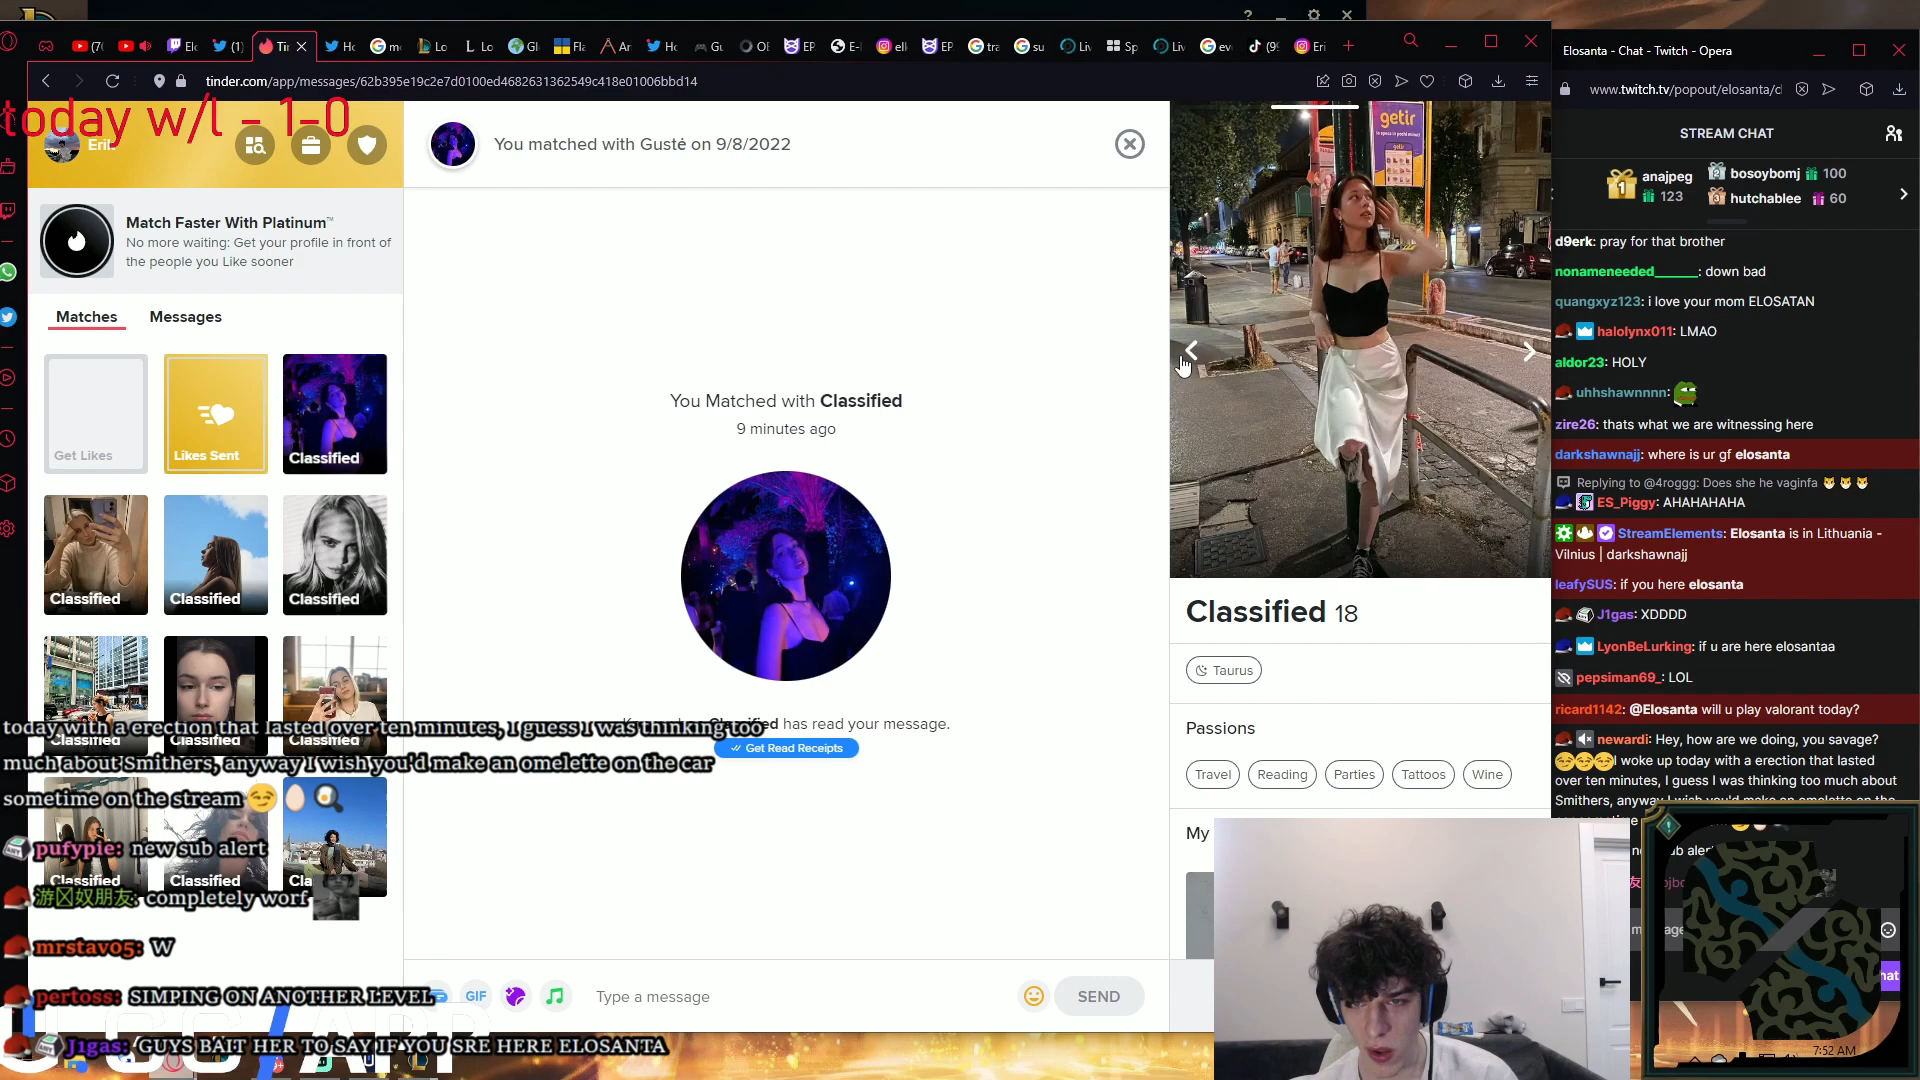 tinder.com/app/messages/62b395e19c2e7d0100ed4682631362549c418e01006bbd14
today w/l - 1-0
Match Faster With Platinum™
No more waiting: Get your profile in front of
the people you Like sooner
Matches
Messages
Get Likes
Likes Sent
Classified
Classified
Classified
Classified
Classified
Classified
Classified
Classified
today with a erection that lasted over ten minutes, I guess I was thinking too
much about Smithers, anyway I wish you'd make an omelette on the car
sometime on the stream
pufypie: new sub alert
completely worf
mrstavo5: W
pertoss: SIMPING ON ANOTHER LEVEL
J1gas: GUYS BAIT HER TO SAY IF YOU SRE HERE ELOSANTA
You matched with Gustė on 9/8/2022
You Matched with Classified
9 minutes ago
has read your message.
Get Read Receipts
GIF
Type a message
SEND
getir
Classified 18
Taurus
Passions
Travel
Reading
Parties
Tattoos
Wine
My
Elosanta - Chat - Twitch - Opera
www.twitch.tv/popout/elosanta/c
STREAM CHAT
1
anajpeg
123
bosoybomj 100
hutchablee 60
d9erk: pray for that brother
nonameneeded______: down bad
quangxyz123: i love your mom ELOSATAN
halolynx011: LMAO
aldor23: HOLY
uhhshawnnnn:
zire26: thats what we are witnessing here
darkshawnajj: where is ur gf elosanta
Replying to @4roggg: Does she he vaginfa
ES_Piggy: AHAHAHAHA
StreamElements: Elosanta is in Lithuania -
Vilnius | darkshawnajj
leafySUS: if you here elosanta
J1gas: XDDDD
LyonBeLurking: if u are here elosantaa
pepsiman69_: LOL
ricard1142: @Elosanta will u play valorant today?
newardi: Hey, how are we doing, you savage?
I woke up today with a erection that lasted
over ten minutes, I guess I was thinking too much about
Smithers, anyway I wish you'd make an omelette on the
7:52 AM